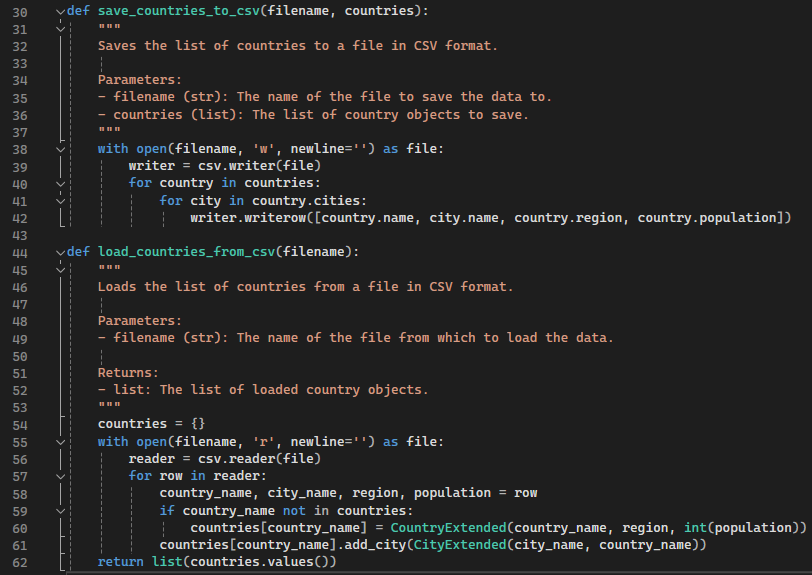 30 def save_countries_to_csv(filename, countries):
31     """
32     Saves the list of countries to a file in CSV format.
33
34     Parameters:
35     - filename (str): The name of the file to save the data to.
36     - countries (list): The list of country objects to save.
37     """
38     with open(filename, 'w', newline='') as file:
39         writer = csv.writer(file)
40         for country in countries:
41             for city in country.cities:
42                 writer.writerow([country.name, city.name, country.region, country.population])
43
44 def load_countries_from_csv(filename):
45     """
46     Loads the list of countries from a file in CSV format.
47
48     Parameters:
49     - filename (str): The name of the file from which to load the data.
50
51     Returns:
52     - list: The list of loaded country objects.
53     """
54     countries = {}
55     with open(filename, 'r', newline='') as file:
56         reader = csv.reader(file)
57         for row in reader:
58             country_name, city_name, region, population = row
59             if country_name not in countries:
60                 countries[country_name] = CountryExtended(country_name, region, int(population))
61             countries[country_name].add_city(CityExtended(city_name, country_name))
62     return list(countries.values())